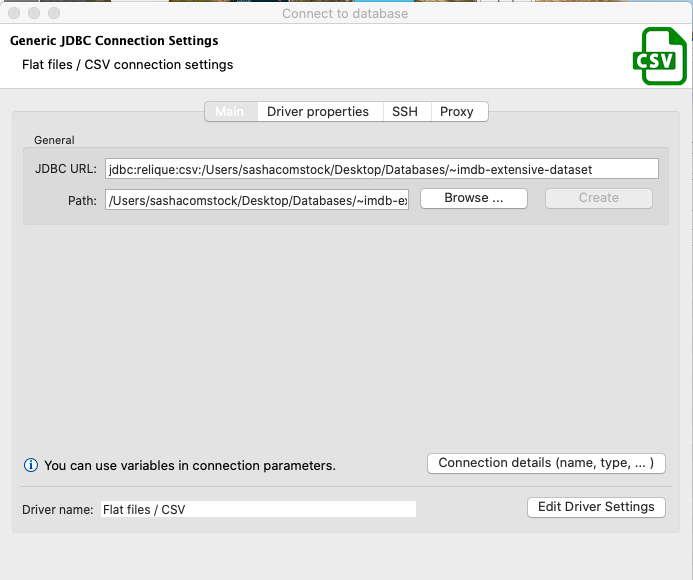 Connect to database
Generic JDBC Connection Settings
Flat files / CSV connection settings
CSV
Main Driver properties SSH Proxy
General
JDBC URL: jdbc:relique:csv:/Users/sashacomstock/Desktop/Databases/~imdb-extensive-dataset
Path: /Users/sashacomstock/Desktop/Databases/~imdb-ex Browse ... Create
You can use variables in connection parameters. Connection details (name, type, ... )
Driver name: Flat files / CSV Edit Driver Settings